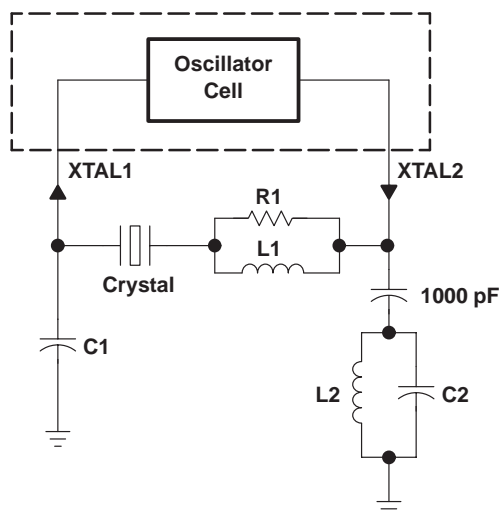 Oscillator
Cell
XTAL1
XTAL2
R1
L1
Crystal
1000 pF
C1
L2
C2